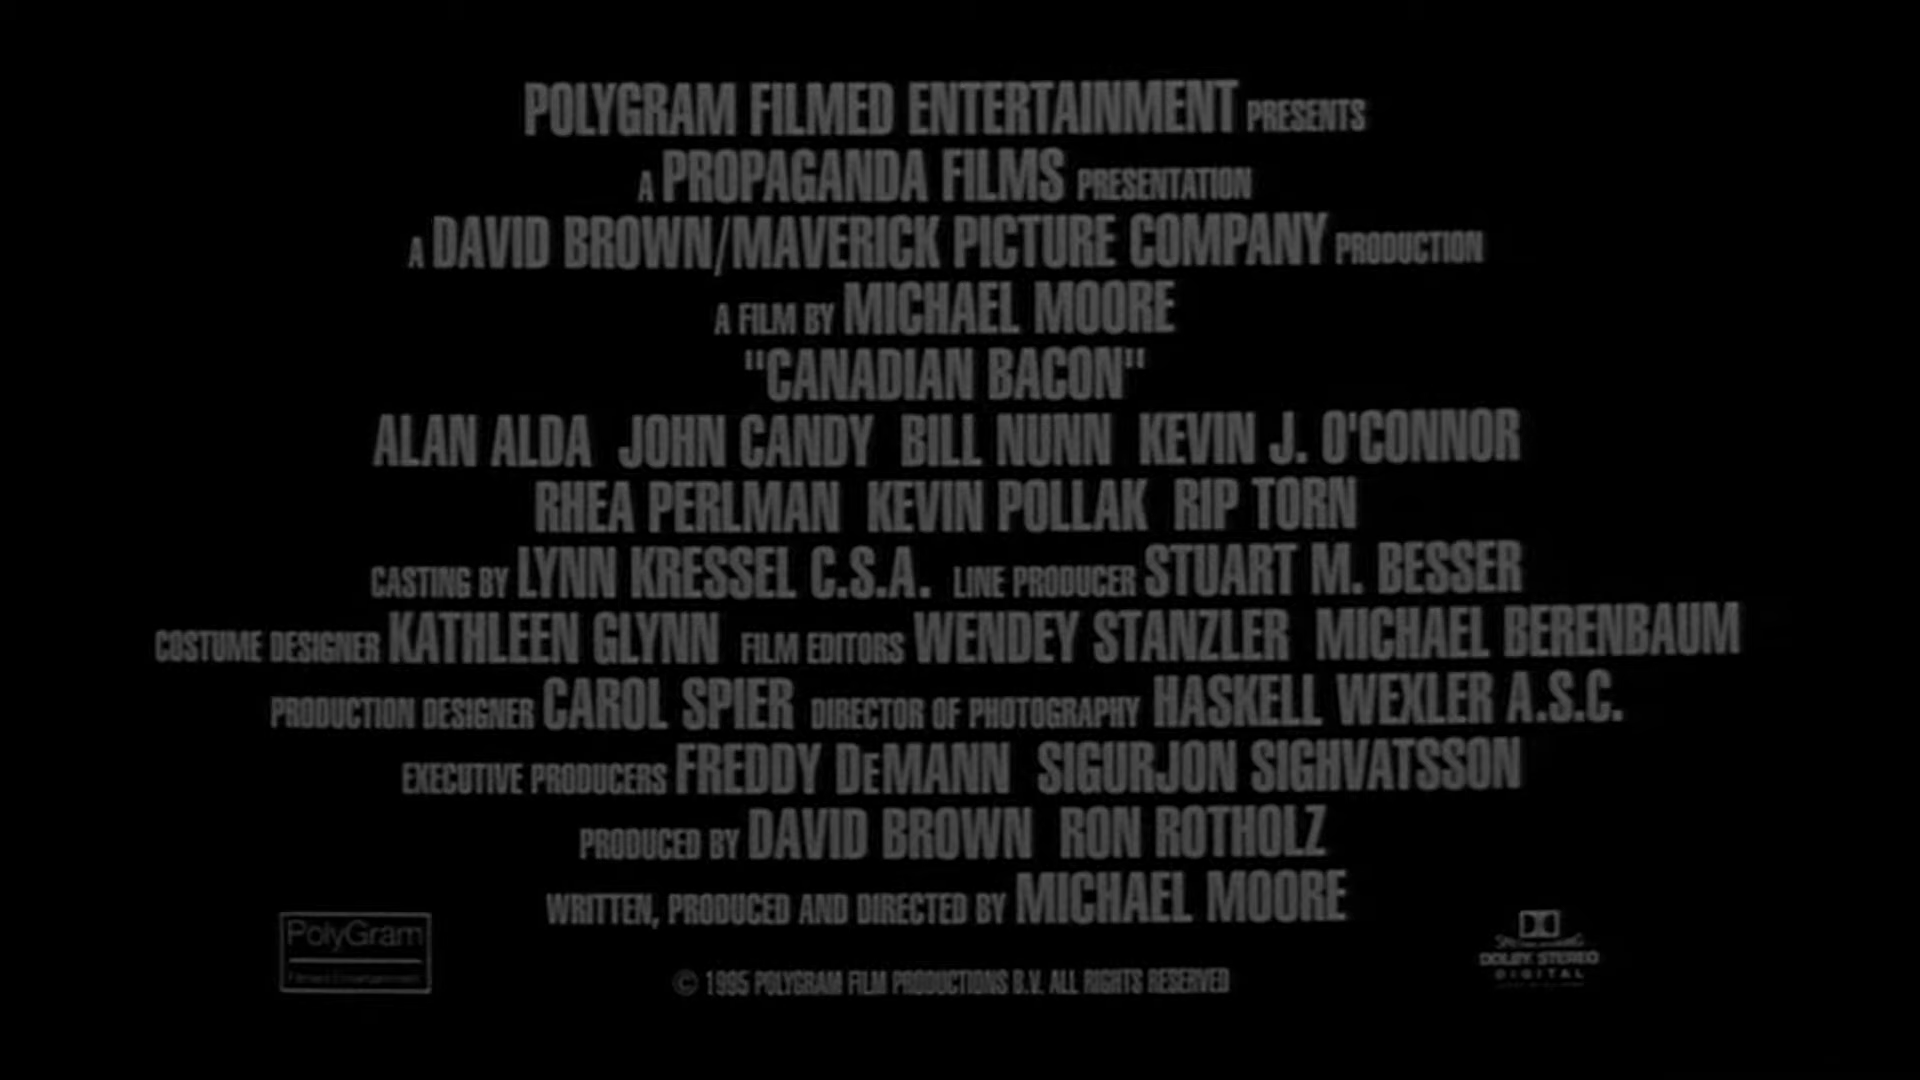 POLYGRAM FILMED ENTERTAINMENT PRESENTS
A PROPAGANDA FILMS PRESENTATION
A DAVID BROWN/MAVERICK PICTURE COMPANY PRODUCTION
A FILM BY MICHAEL MOORE
"CANADIAN BACON"
ALAN ALDA JOHN CANDY BILL NUNN KEVIN J. O'CONNOR
RHEA PERLMAN KEVIN POLLAK RIP TORN
CASTING BY LYNN KRESSEL C.S.A. LINE PRODUCER STUART M. BESSER
COSTUME DESIGNER KATHLEEN GLYNN FILM EDITORS WENDEY STANZLER MICHAEL BERENBAUM
PRODUCTION DESIGNER CAROL SPIER DIRECTOR OF PHOTOGRAPHY HASKELL WEXLER A.S.C.
EXECUTIVE PRODUCERS FREDDY DeMANN SIGURJON SIGHVATSSON
PRODUCED BY DAVID BROWN RON ROTHOLZ
WRITTEN, PRODUCED AND DIRECTED BY MICHAEL MOORE
PolyGram
Filmed Entertainment
© 1995 POLYGRAM FILM PRODUCTIONS B.V. ALL RIGHTS RESERVED
DOLBY STEREO
DIGITAL